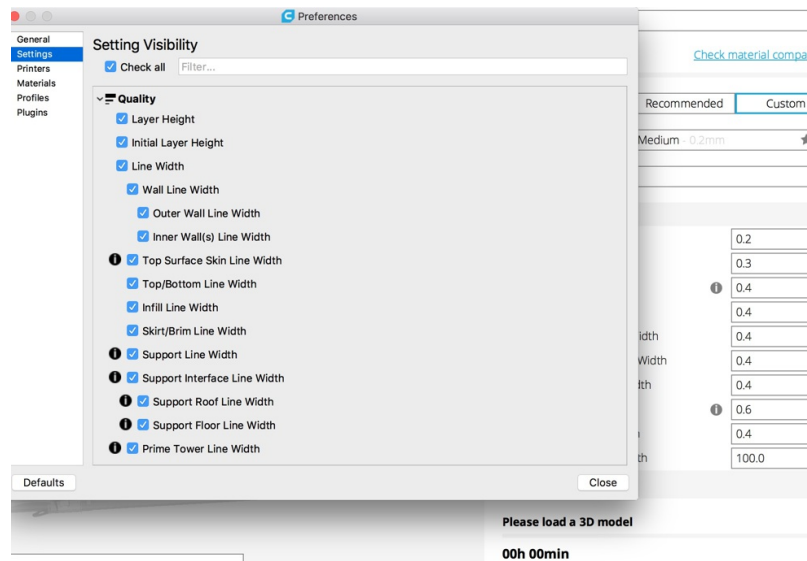 Preferences
General
Settings
Printers
Materials
Profiles
Plugins
Setting Visibility
Check all
Filter...
Quality
Layer Height
Initial Layer Height
Line Width
Wall Line Width
Outer Wall Line Width
Inner Wall(s) Line Width
Top Surface Skin Line Width
Top/Bottom Line Width
Infill Line Width
Skirt/Brim Line Width
Support Line Width
Support Interface Line Width
Support Roof Line Width
Support Floor Line Width
Prime Tower Line Width
Defaults
Close
Check material compa
Recommended
Custom
Medium - 0.2mm
0.2
0.3
0.4
0.4
idth 0.4
Width 0.4
dth 0.4
0.6
0.4
th 100.0
Please load a 3D model
00h 00min